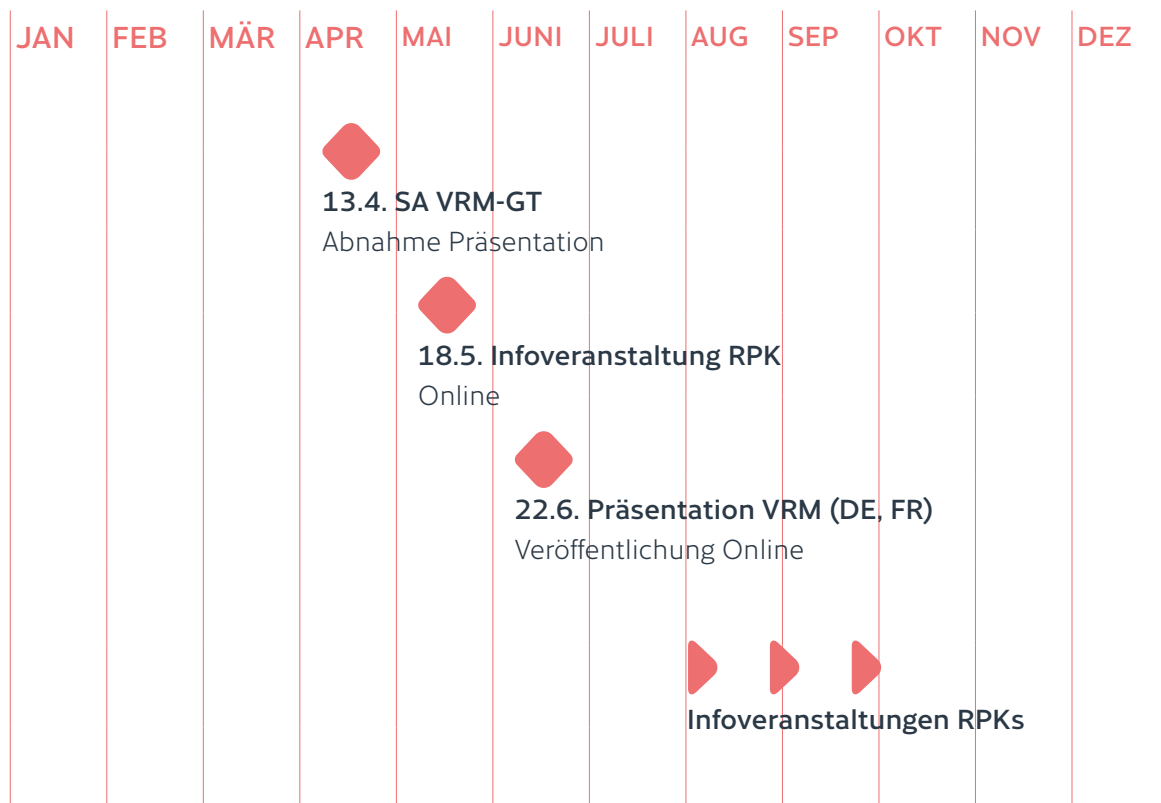 JAN FEB MÄR APR MAI JUNI JULI AUG SEP OKT NOV DEZ
13.4. SA VRM-GT
Abnahme Präsentation
18.5. Infoveranstaltung RPK
Online
22.6. Präsentation VRM (DE, FR)
Veröffentlichung Online
Infoveranstaltungen RPKs